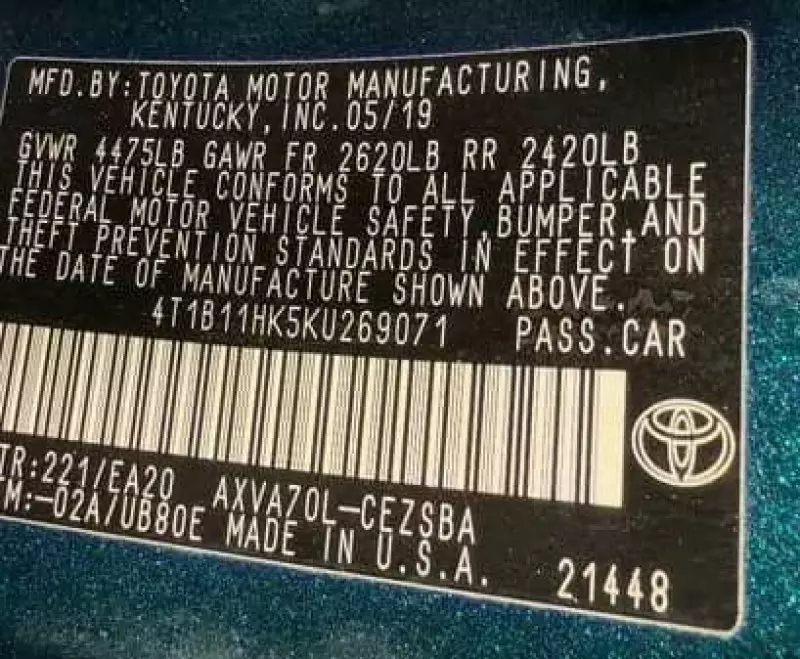 MFD.BY:TOYOTA MOTOR MANUFACTURING,
KENTUCKY,INC.05/19
GVWR 4475LB GAWR FR 2620LB RR 2420LB
THIS VEHICLE CONFORMS TO ALL APPLICABLE
FEDERAL MOTOR VEHICLE SAFETY,BUMPER,AND
THEFT PREVENTION STANDARDS IN EFFECT ON
THE DATE OF MANUFACTURE SHOWN ABOVE.
4T1B11HK5KU269071 PASS.CAR
TR:221/EA20 AXVA70L-CEZSBA
M:-02A/UB80E MADE IN U.S.A. 21448